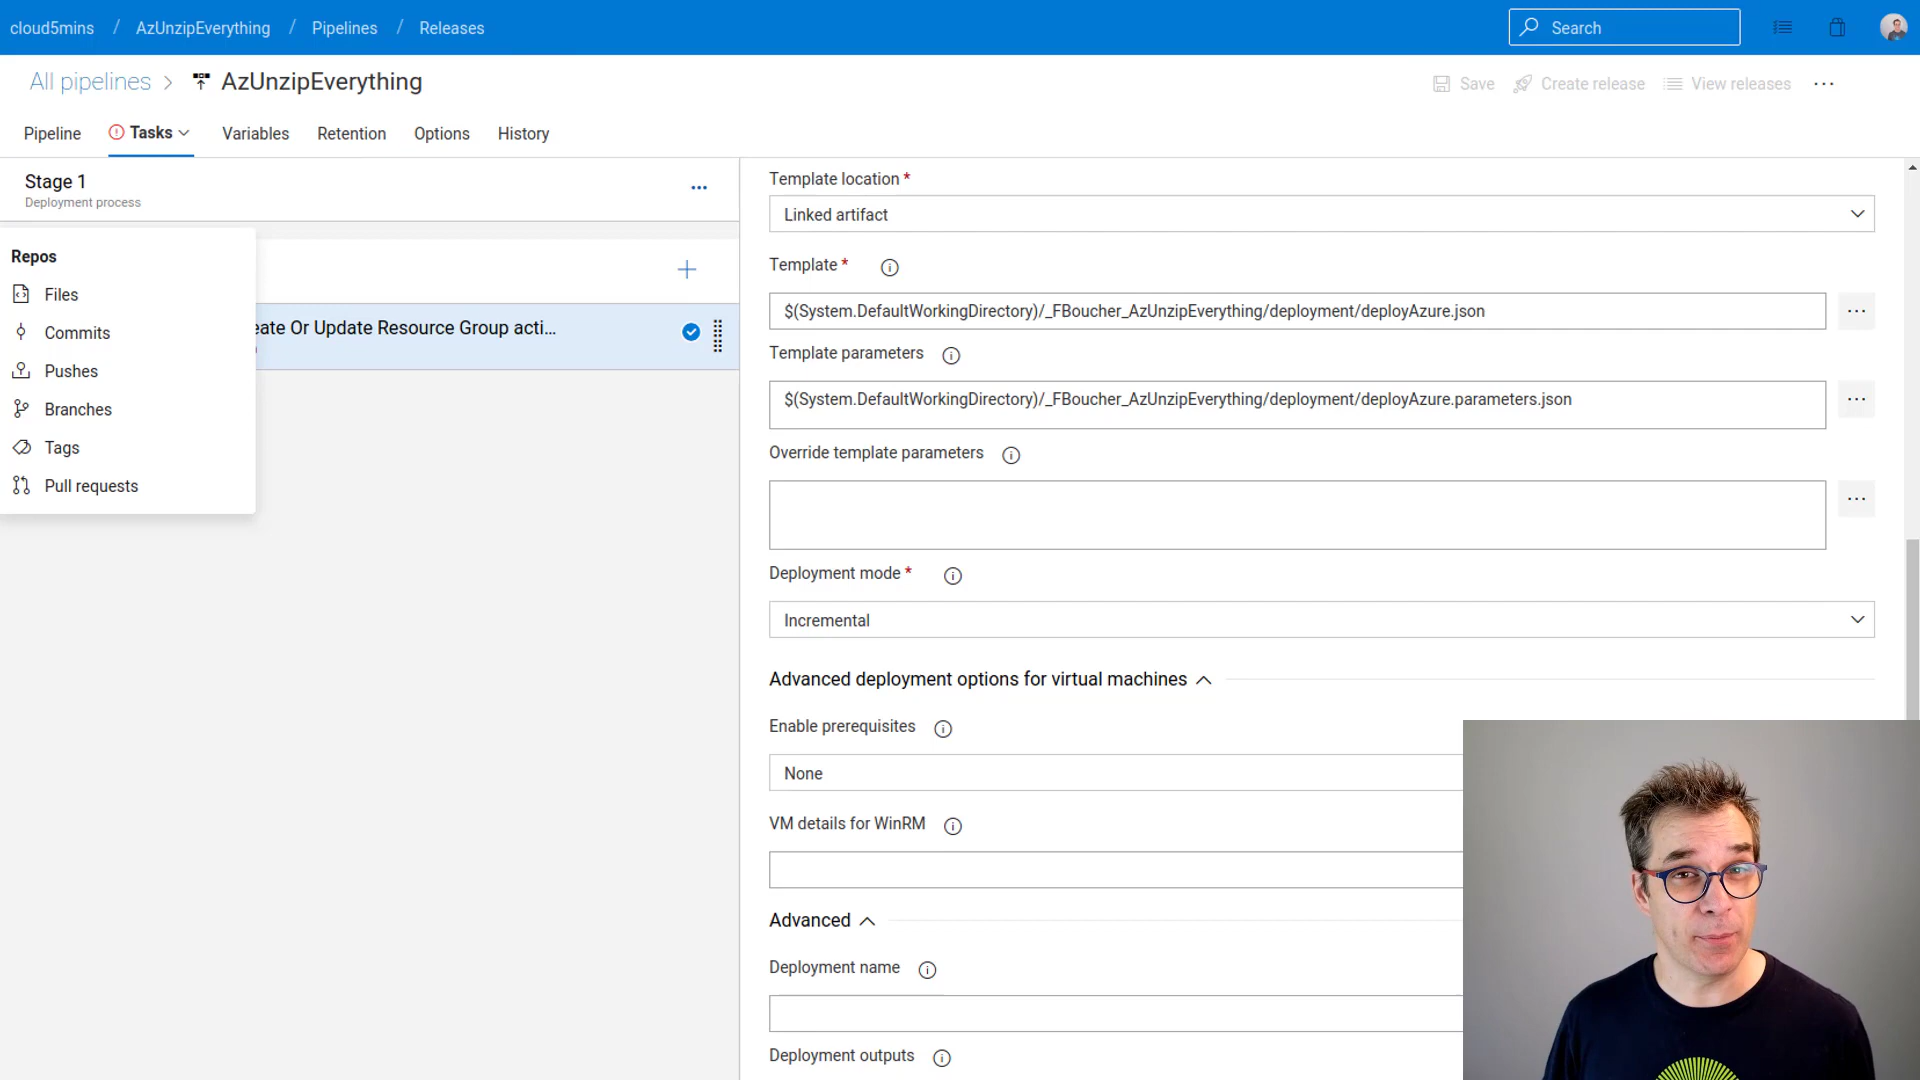 cloud5mins / AzUnzipEverything / Pipelines / Releases
Search
All pipelines > AzUnzipEverything
Save
Create release
View releases
Pipeline
Tasks
Variables
Retention
Options
History
Stage 1
Deployment process
Repos
Files
Commits
Pushes
Branches
Tags
Pull requests
eate Or Update Resource Group acti...
Template location *
Linked artifact
Template *
$(System.DefaultWorkingDirectory)/_FBoucher_AzUnzipEverything/deployment/deployAzure.json
Template parameters
$(System.DefaultWorkingDirectory)/_FBoucher_AzUnzipEverything/deployment/deployAzure.parameters.json
Override template parameters
Deployment mode *
Incremental
Advanced deployment options for virtual machines
Enable prerequisites
None
VM details for WinRM
Advanced
Deployment name
Deployment outputs